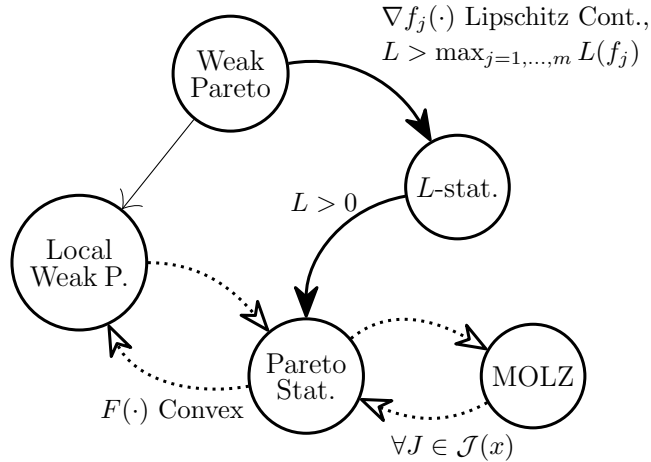 ∇f_j(·) Lipschitz Cont.,
L > max_{j=1,...,m} L(f_j)
Weak
Pareto
L-stat.
L > 0
Local
Weak P.
Pareto
Stat.
MOLZ
F(·) Convex
∀J ∈ 𝒥(x)